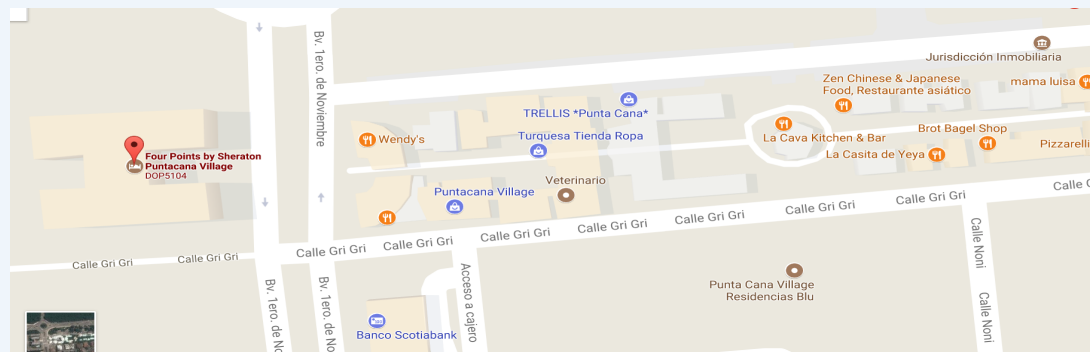 Bv. 1ero. de Noviembre
Jurisdicción Inmobiliaria
Zen Chinese & Japanese
Food, Restaurante asiático
mama luisa
TRELLIS *Punta Cana*
Wendy's
Turquesa Tienda Ropa
La Cava Kitchen & Bar
Brot Bagel Shop
Pizzarelli
La Casita de Yeya
Four Points by Sheraton
Puntacana Village
DOP5104
Veterinario
Puntacana Village
Calle G
Calle Gri Gri
Calle Gri Gri
Calle Gri Gri
Calle Gri Gri
Calle Gri Gri
Calle Gri Gri
Calle Gri Gri
Calle Gri Gri
Calle Gri Gri
Calle Noni
Calle Noni
Punta Cana Village
Residencias Blu
Acceso a cajero
Bv. 1ero. de No
Bv. 1ero. de No
Banco Scotiabank